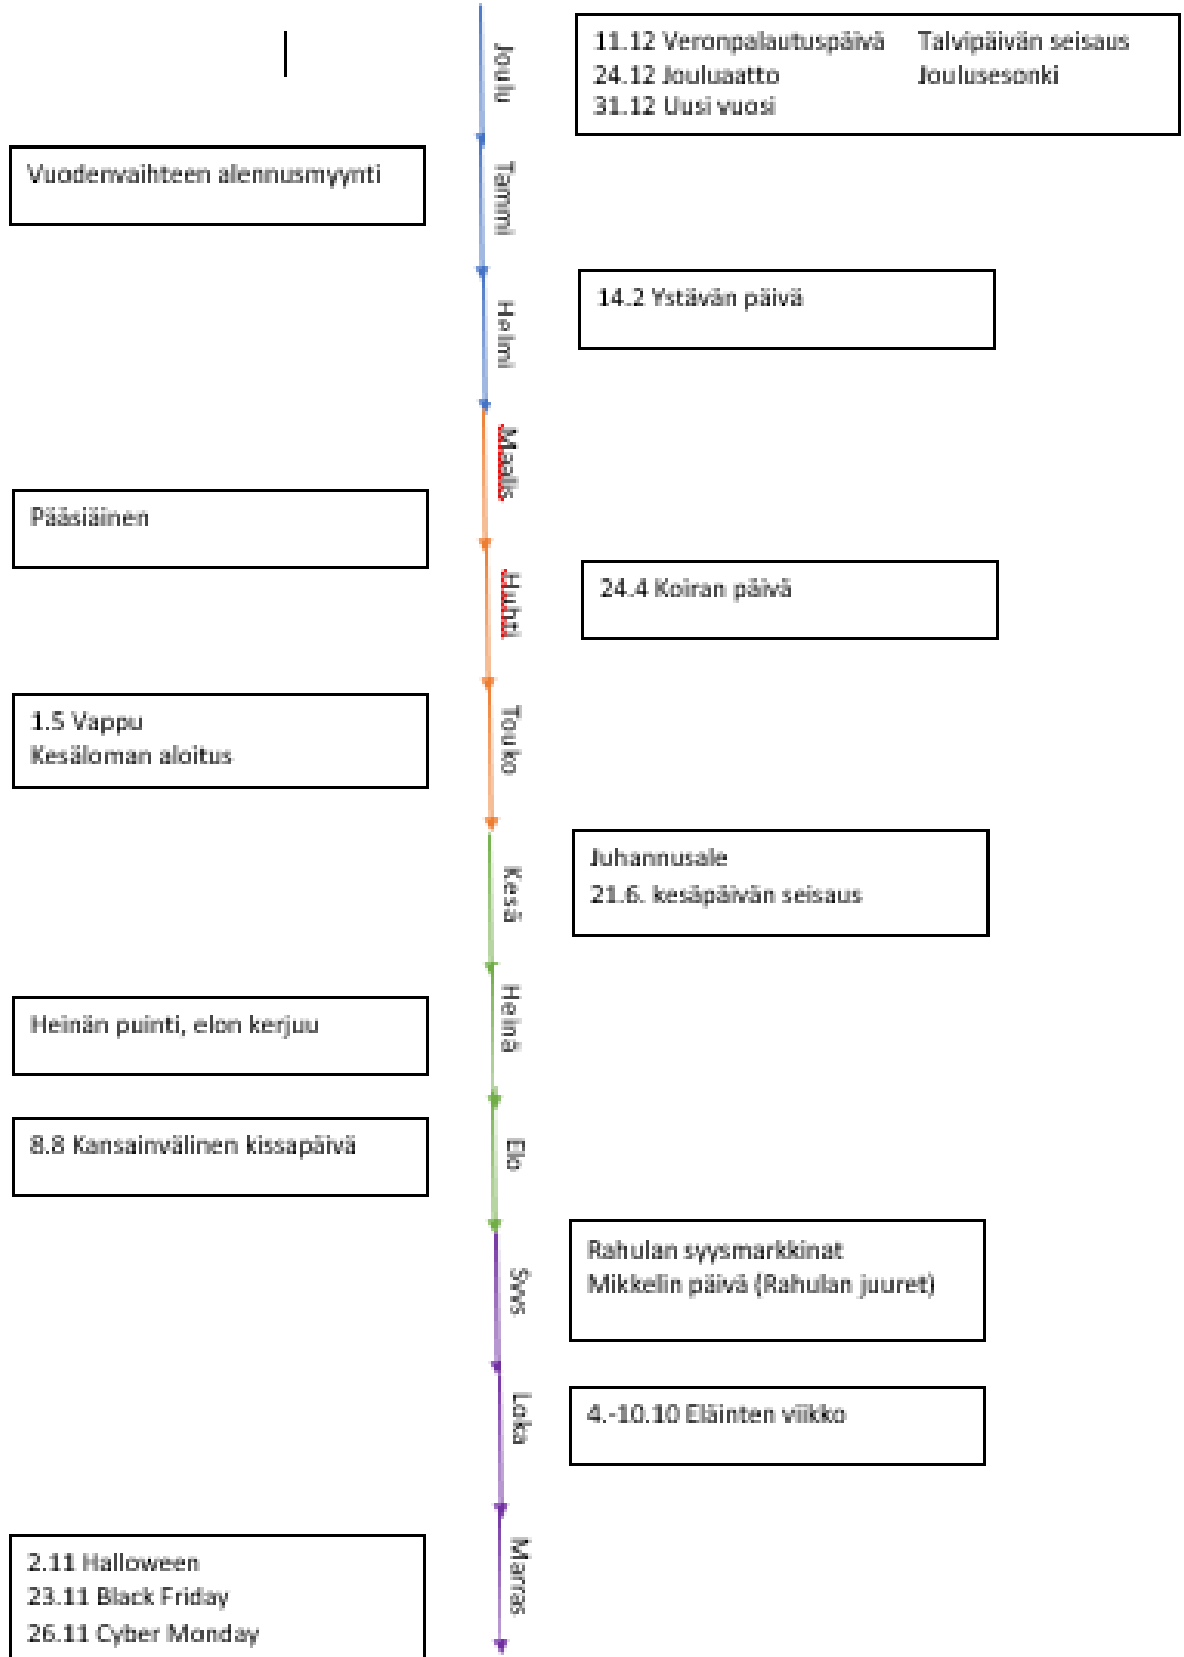 Joulu
11.12 Veronpalautuspäivä Talvipäivän seisaus
24.12 Jouluaatto Joulusesonki
31.12 Uusi vuosi
Tammi
Vuodenvaihteen alennusmyynti
Helmi
14.2 Ystävän päivä
Maalis
Pääsiäinen
Huhti
24.4 Koiran päivä
Touko
1.5 Vappu
Kesäloman aloitus
Kesä
Juhannusale
21.6. kesäpäivän seisaus
Heinä
Heinän puinti, elon kerjuu
Elo
8.8 Kansainvälinen kissapäivä
Syys
Rahulan syysmarkkinat
Mikkelin päivä (Rahulan juuret)
Loka
4.-10.10 Eläinten viikko
Marras
2.11 Halloween
23.11 Black Friday
26.11 Cyber Monday